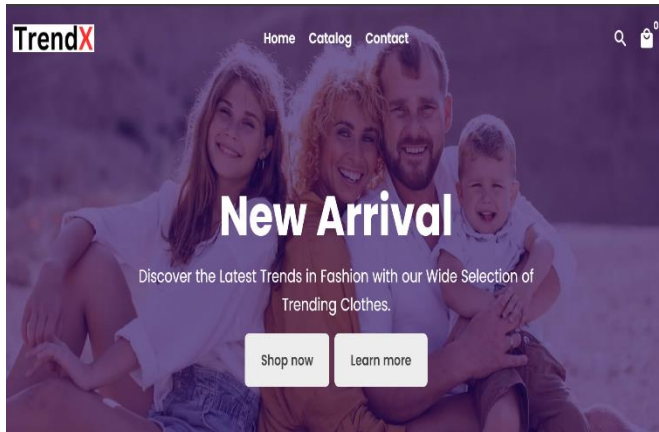 TrendX
Home Catalog Contact
0
New Arrival
Discover the Latest Trends in Fashion with our Wide Selection of
Trending Clothes.
Shop now Learn more